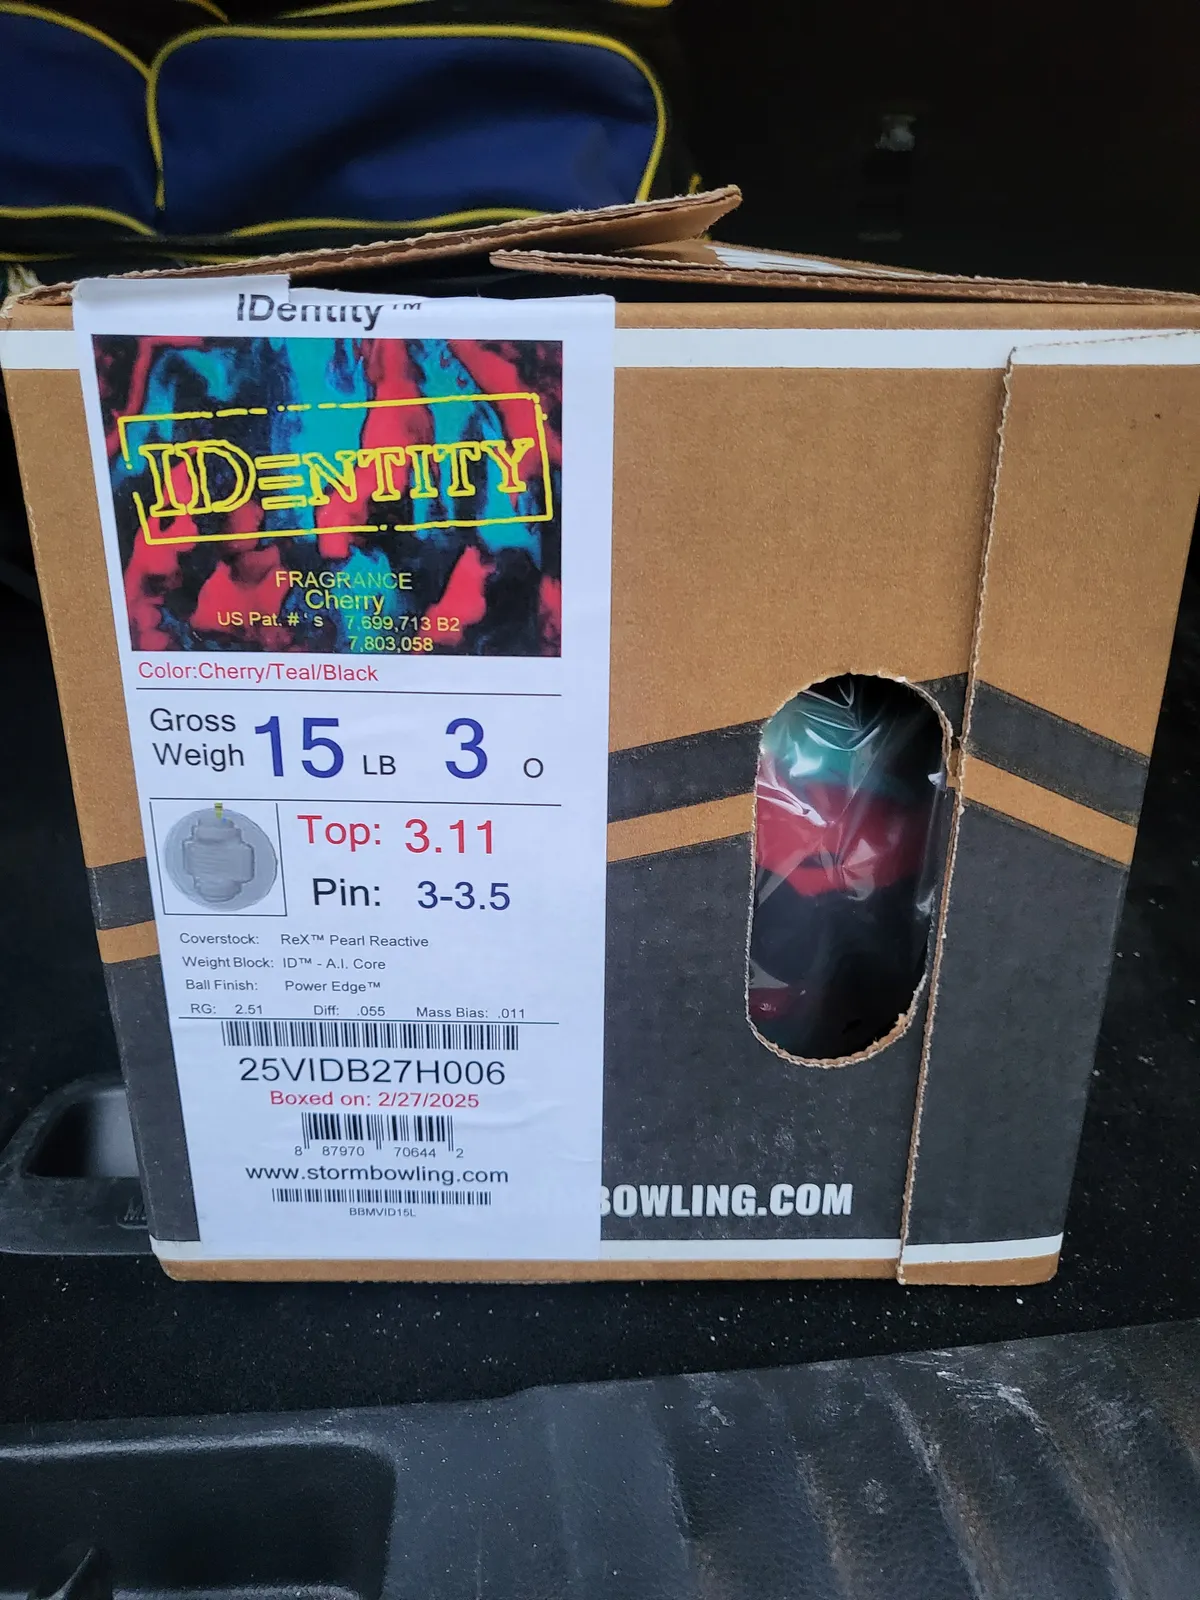 IDentity™
IDENTITY
FRAGRANCE
Cherry
US Pat. # ' s 7,699,713 B2
7,803,058
Color:Cherry/Teal/Black
Gross
Weigh 15 LB 3 O
Top: 3.11
Pin: 3-3.5
Coverstock: ReX™ Pearl Reactive
Weight Block: ID™ - A.I. Core
Ball Finish: Power Edge™
RG: 2.51 Diff: .055 Mass Bias: .011
25VIDB27H006
Boxed on: 2/27/2025
8 87970 70644 2
www.stormbowling.com
BBMVID15L
BOWLING.COM